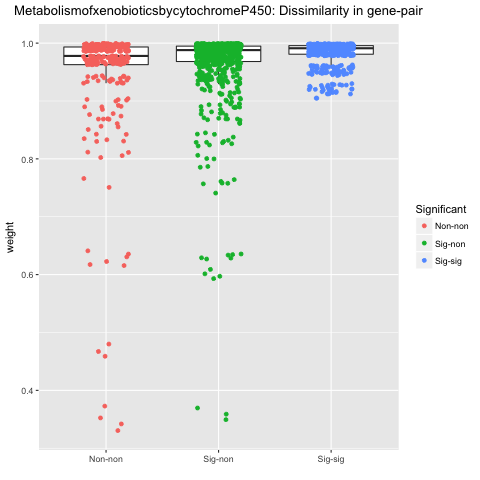 MetabolismofxenobioticsbycytochromeP450: Dissimilarity in gene-pair
1.0
0.8
0.6
0.4
weight
Non-non
Sig-non
Sig-sig
Significant
Non-non
Sig-non
Sig-sig